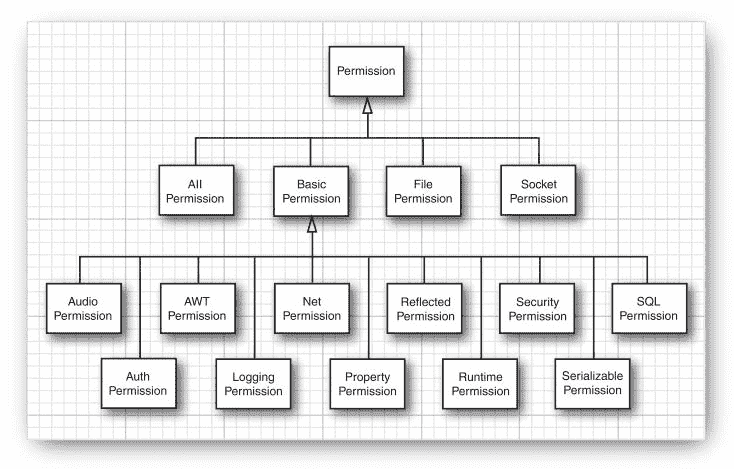 Permission
All
Permission
Basic
Permission
File
Permission
Socket
Permission
Audio
Permission
AWT
Permission
Net
Permission
Reflected
Permission
Security
Permission
SQL
Permission
Auth
Permission
Logging
Permission
Property
Permission
Runtime
Permission
Serializable
Permission